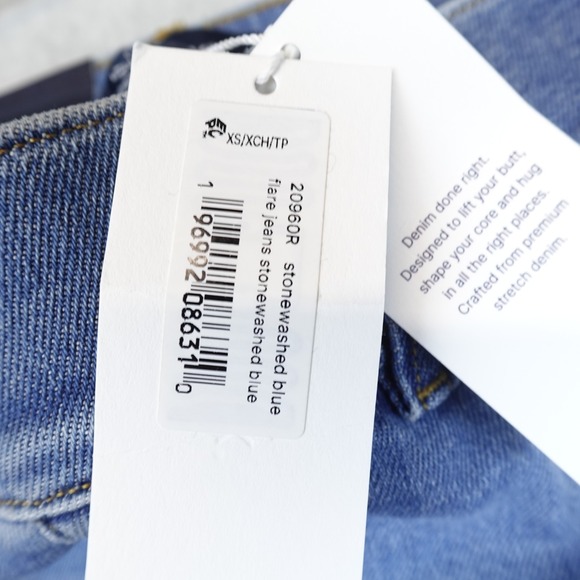 EPC
XS/XCH/TP
20960R stonewashed blue
flare jeans stonewashed blue
1 96992 08631 0
Denim done right.
Designed to lift your butt,
shape your core and hug
in all the right places.
Crafted from premium
stretch denim.